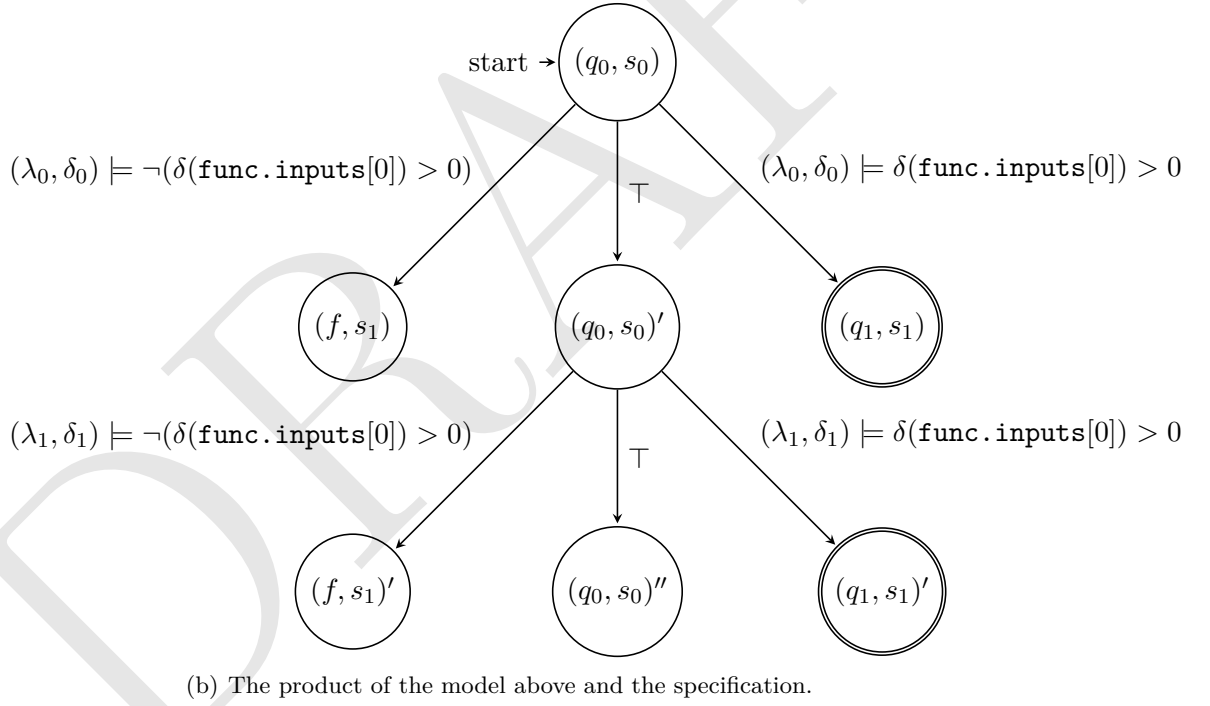 start
(q₀, s₀)
(λ₀, δ₀) ⊨ ¬(δ(func.inputs[0]) > 0)
⊤
(λ₀, δ₀) ⊨ δ(func.inputs[0]) > 0
(f, s₁)
(q₀, s₀)′
(q₁, s₁)
(λ₁, δ₁) ⊨ ¬(δ(func.inputs[0]) > 0)
⊤
(λ₁, δ₁) ⊨ δ(func.inputs[0]) > 0
(f, s₁)′
(q₀, s₀)″
(q₁, s₁)′
(b) The product of the model above and the specification.
DRAF